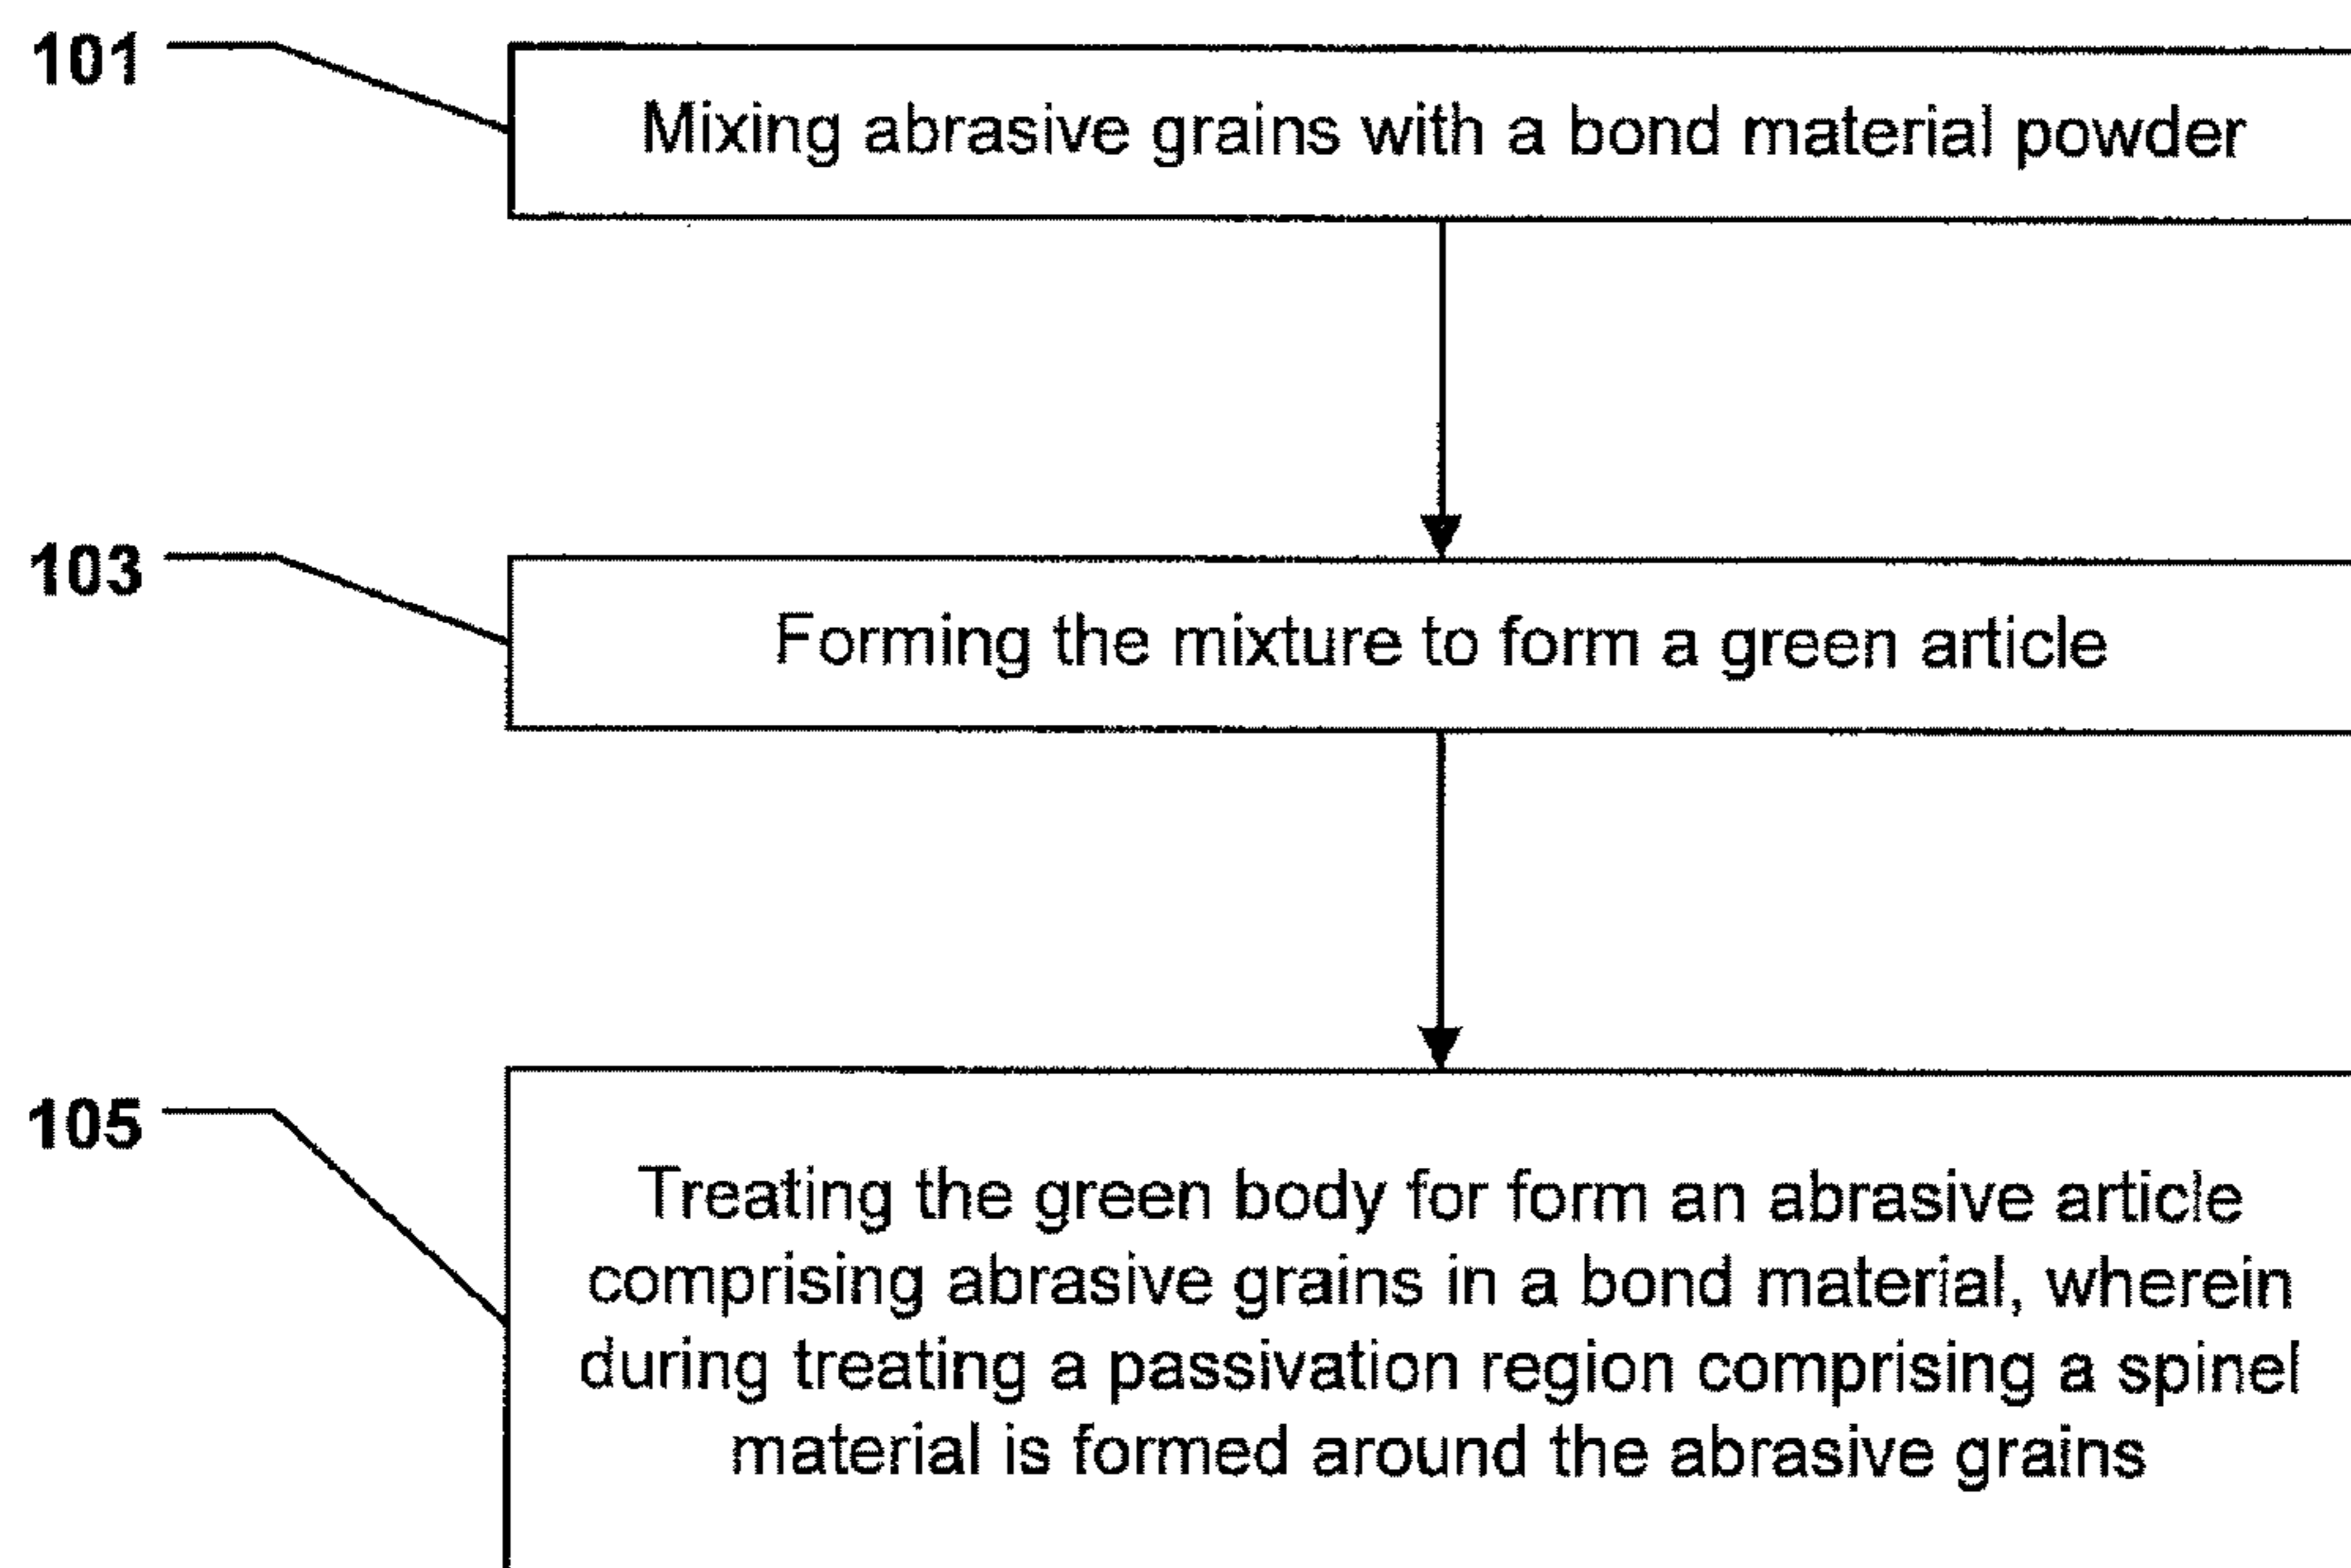 101
Mixing abrasive grains with a bond material powder
103
Forming the mixture to form a green article
105
Treating the green body for form an abrasive article
comprising abrasive grains in a bond material, wherein
during treating a passivation region comprising a spinel
material is formed around the abrasive grains